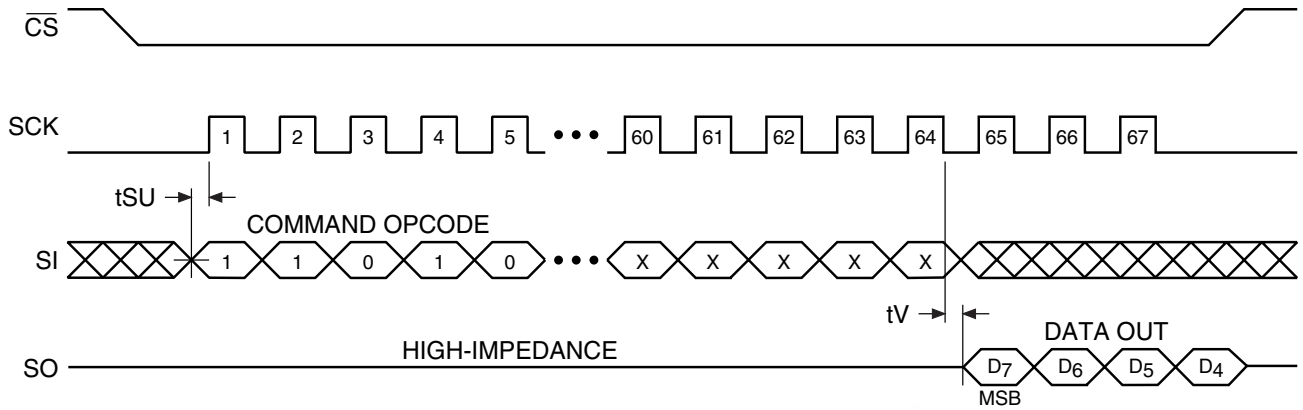 CS
SCK 1 2 3 4 5 ••• 60 61 62 63 64 65 66 67
tSU
COMMAND OPCODE
SI 1 1 0 1 0 ••• X X X X X
tV
HIGH-IMPEDANCE
DATA OUT
SO D7 D6 D5 D4
MSB